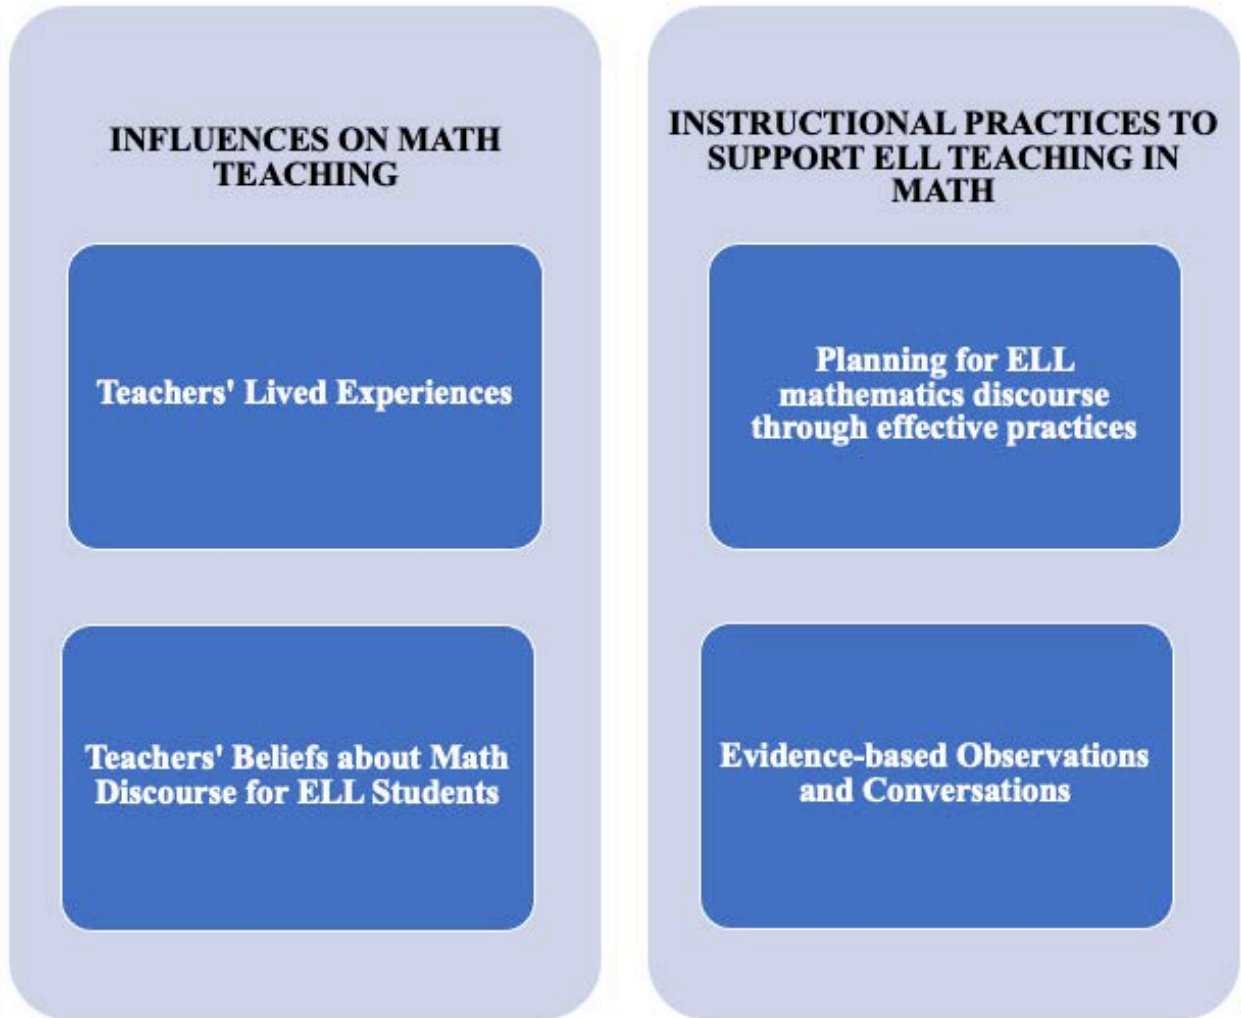 INFLUENCES ON MATH
TEACHING
Teachers' Lived Experiences
Teachers' Beliefs about Math
Discourse for ELL Students
INSTRUCTIONAL PRACTICES TO
SUPPORT ELL TEACHING IN
MATH
Planning for ELL
mathematics discourse
through effective practices
Evidence-based Observations
and Conversations